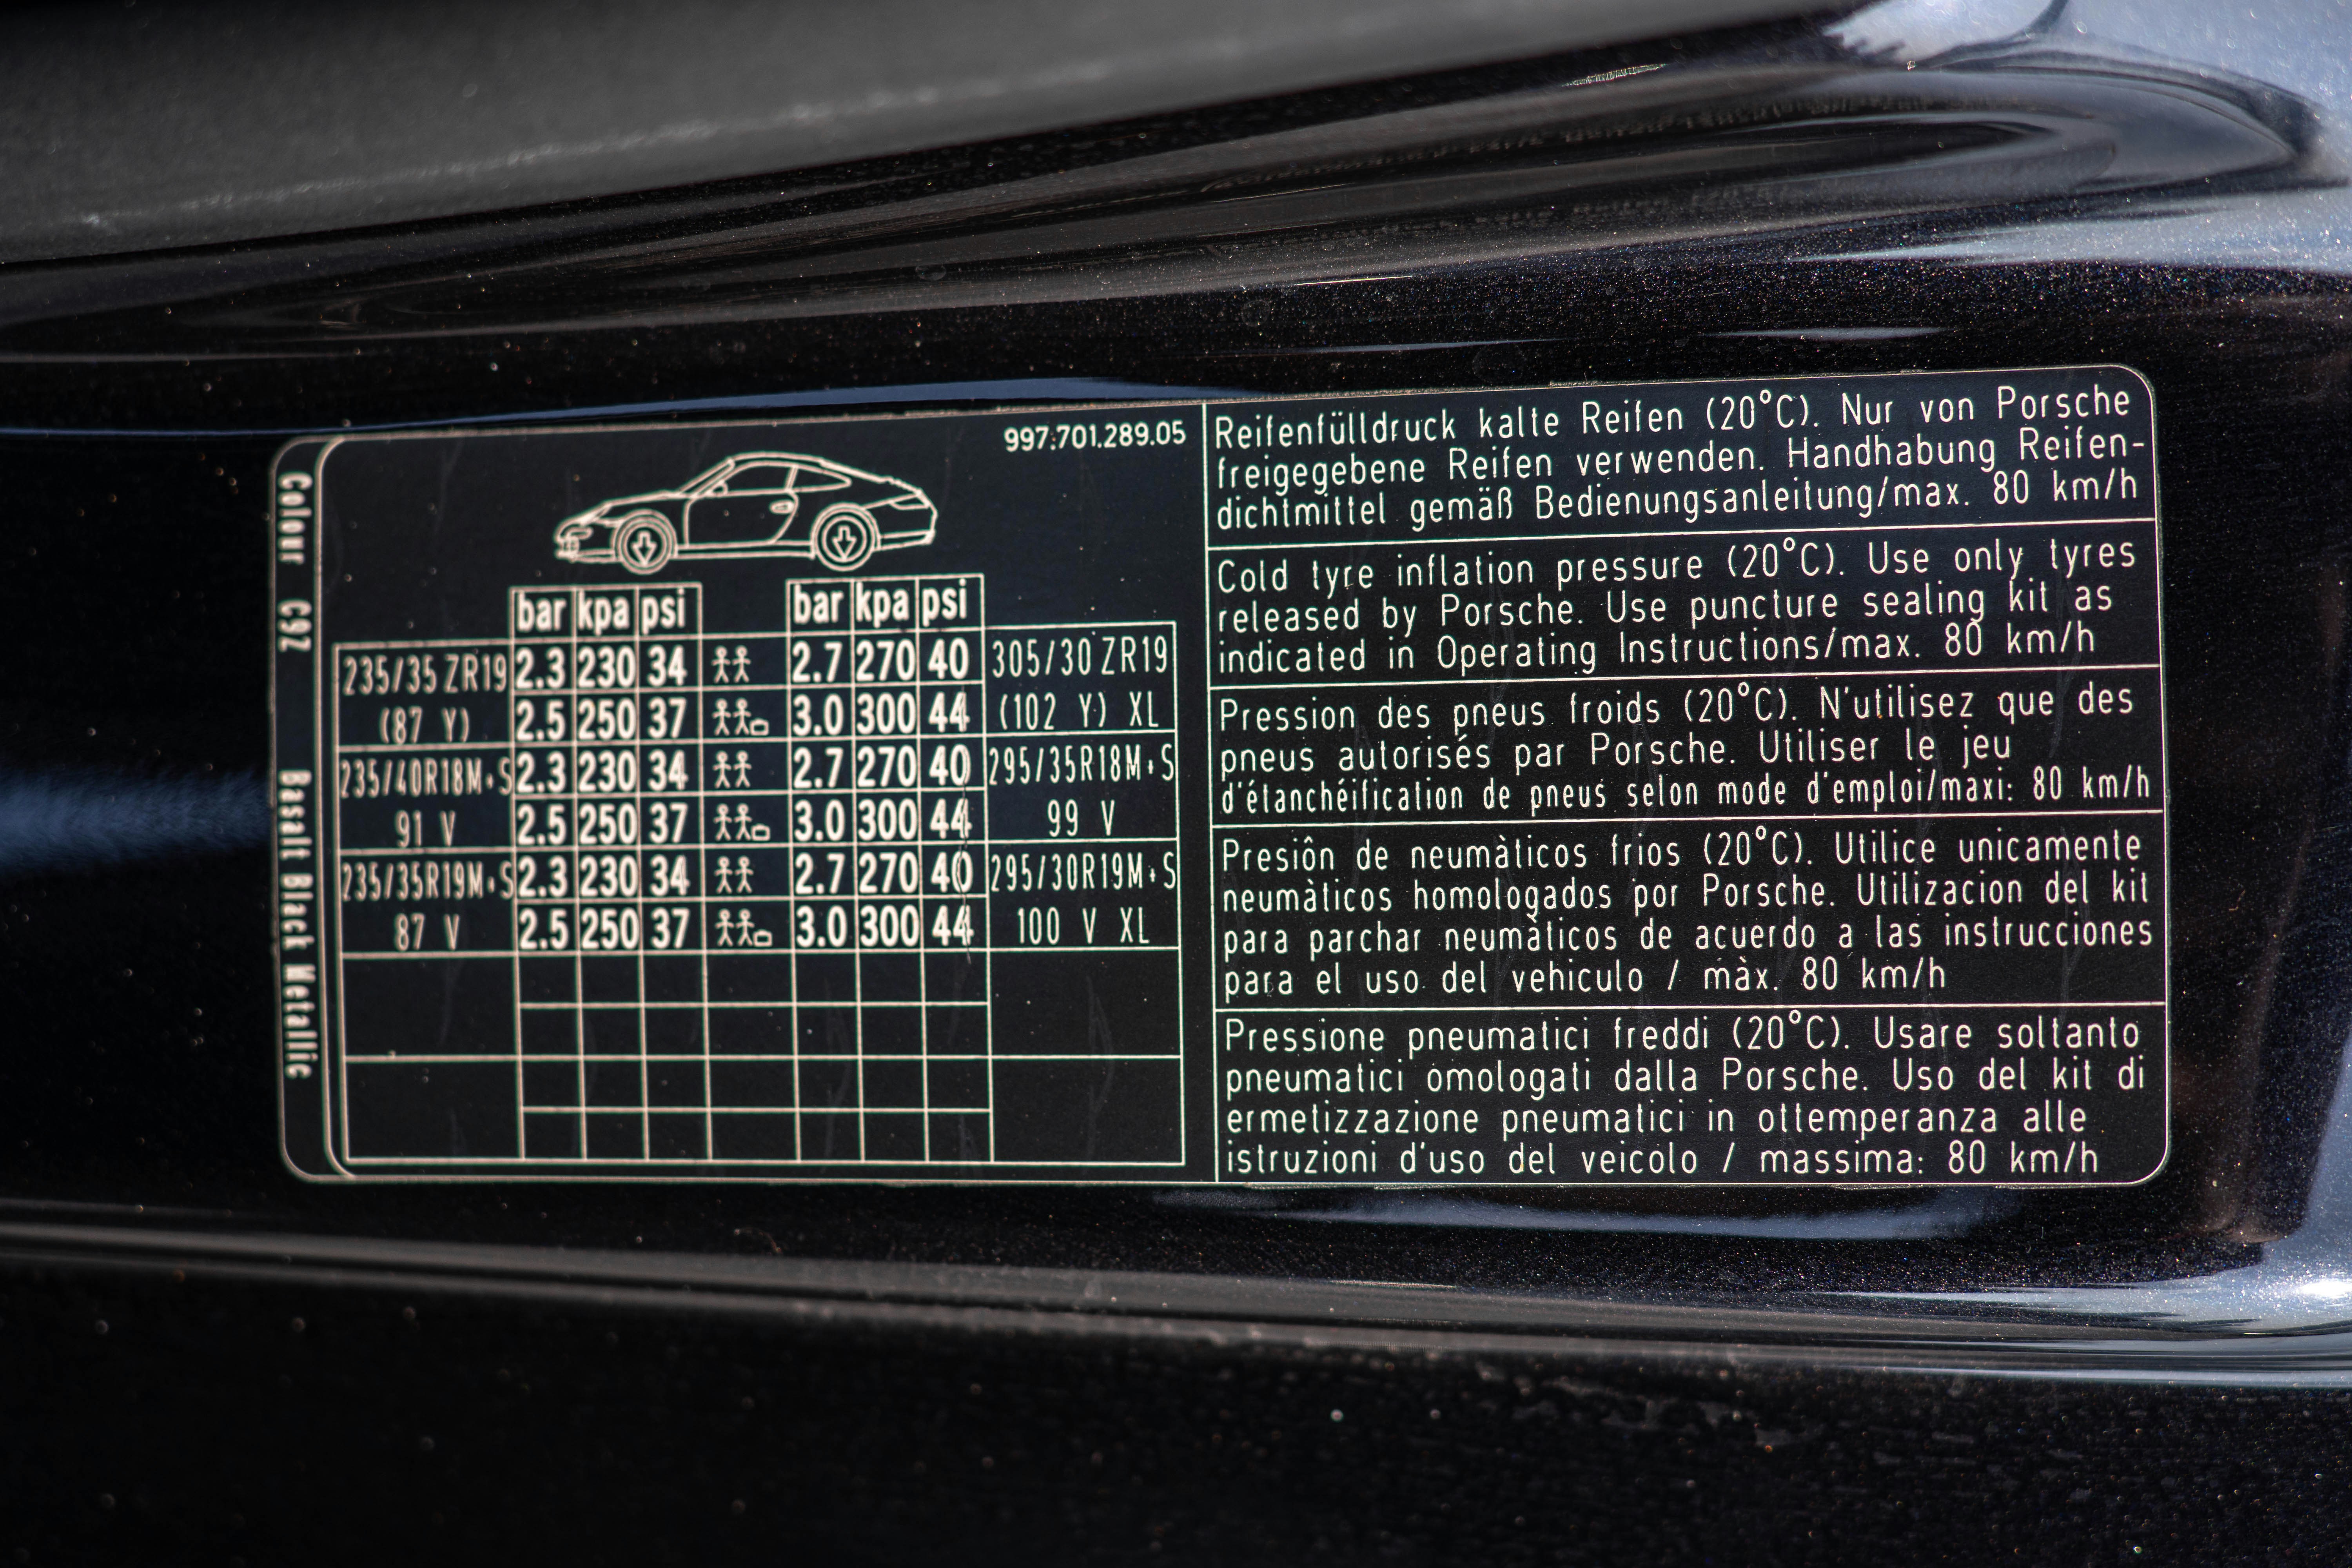 Colour C9Z Basalt Black Metallic
997.701.289.05
bar kpa psi bar kpa psi
235/35 ZR19 2.3 230 34 2.7 270 40 305/30 ZR19
(87 Y) 2.5 250 37 3.0 300 44 (102 Y) XL
235/40R18M+S 2.3 230 34 2.7 270 40 295/35R18M+S
91 V 2.5 250 37 3.0 300 44 99 V
235/35R19M+S 2.3 230 34 2.7 270 40 295/30R19M+S
87 V 2.5 250 37 3.0 300 44 100 V XL
Reifenfülldruck kalte Reifen (20°C). Nur von Porsche
freigegebene Reifen verwenden. Handhabung Reifen-
dichtmittel gemäß Bedienungsanleitung/max. 80 km/h
Cold tyre inflation pressure (20°C). Use only tyres
released by Porsche. Use puncture sealing kit as
indicated in Operating Instructions/max. 80 km/h
Pression des pneus froids (20°C). N'utilisez que des
pneus autorisés par Porsche. Utiliser le jeu
d'étanchéification de pneus selon mode d'emploi/maxi: 80 km/h
Presiôn de neumàticos frios (20°C). Utilice unicamente
neumàticos homologados por Porsche. Utilizacion del kit
para parchar neumàticos de acuerdo a las instrucciones
para el uso del vehiculo / màx. 80 km/h
Pressione pneumatici freddi (20°C). Usare soltanto
pneumatici omologati dalla Porsche. Uso del kit di
ermetizzazione pneumatici in ottemperanza alle
istruzioni d'uso del veicolo / massima: 80 km/h